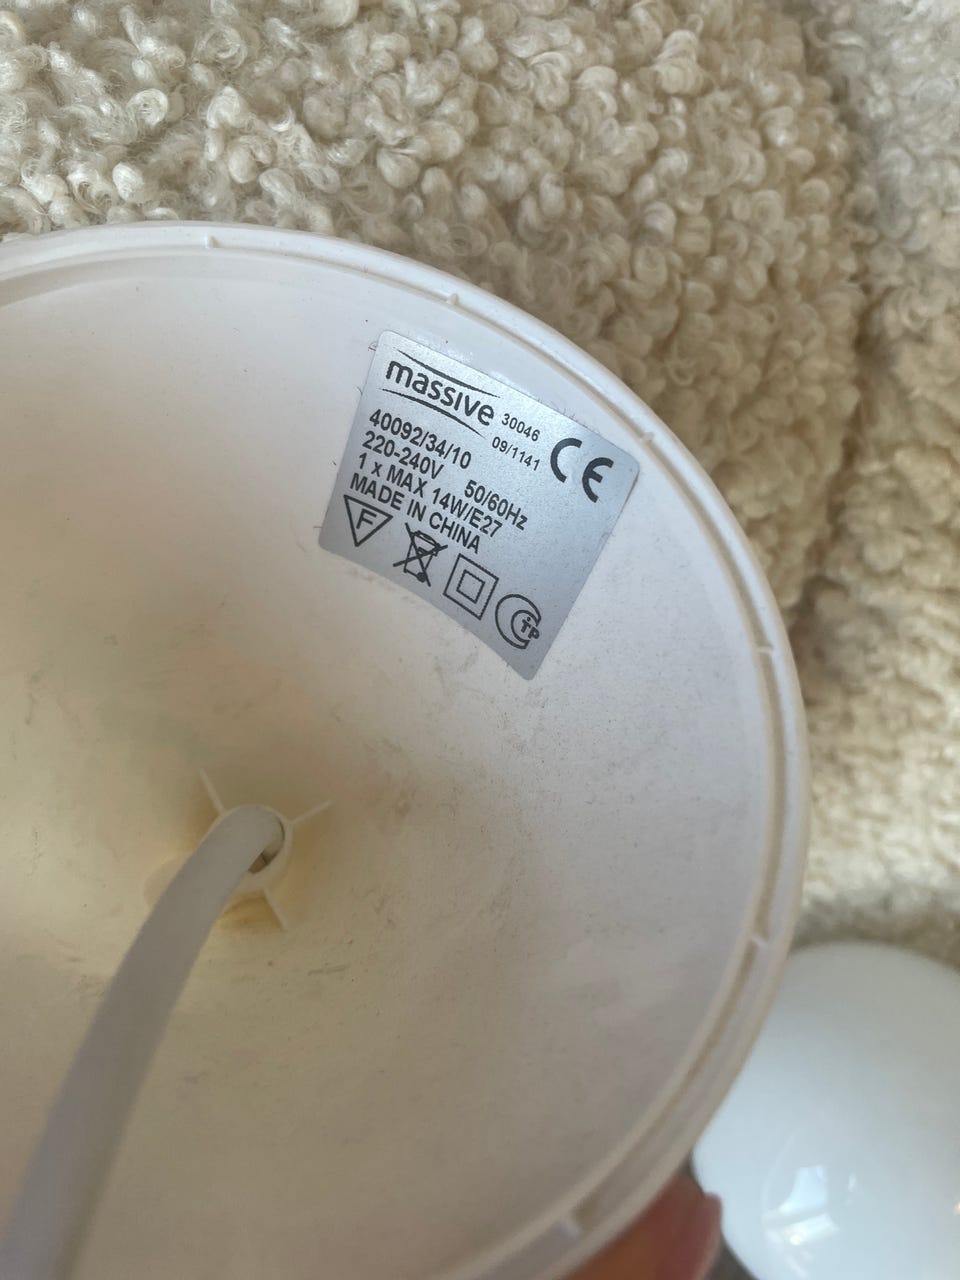 massive 30046
09/1141
CE
40092/34/10
220-240V 50/60Hz
1 x MAX 14W/E27
MADE IN CHINA
F
CTP